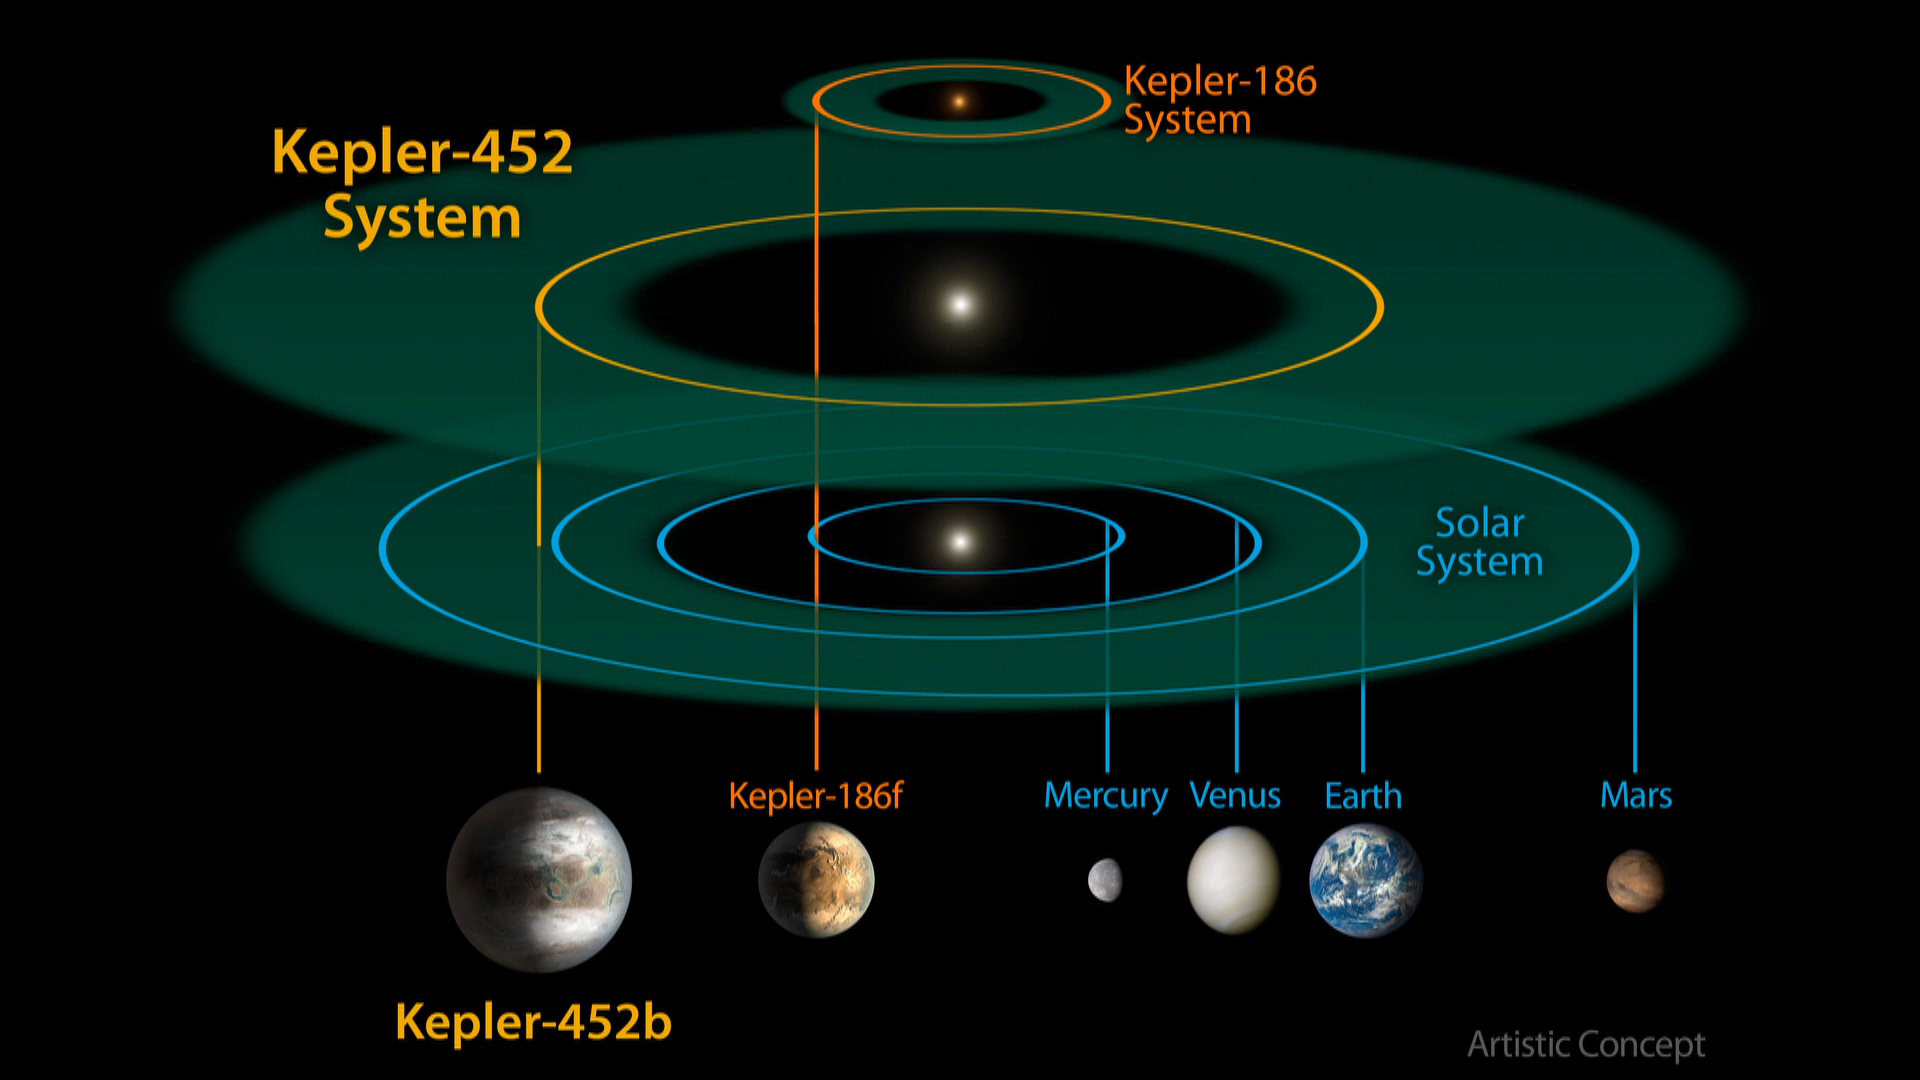 Kepler-186
System
Kepler-452
System
Solar
System
Kepler-186f
Mercury
Venus
Earth
Mars
Kepler-452b
Artistic Concept